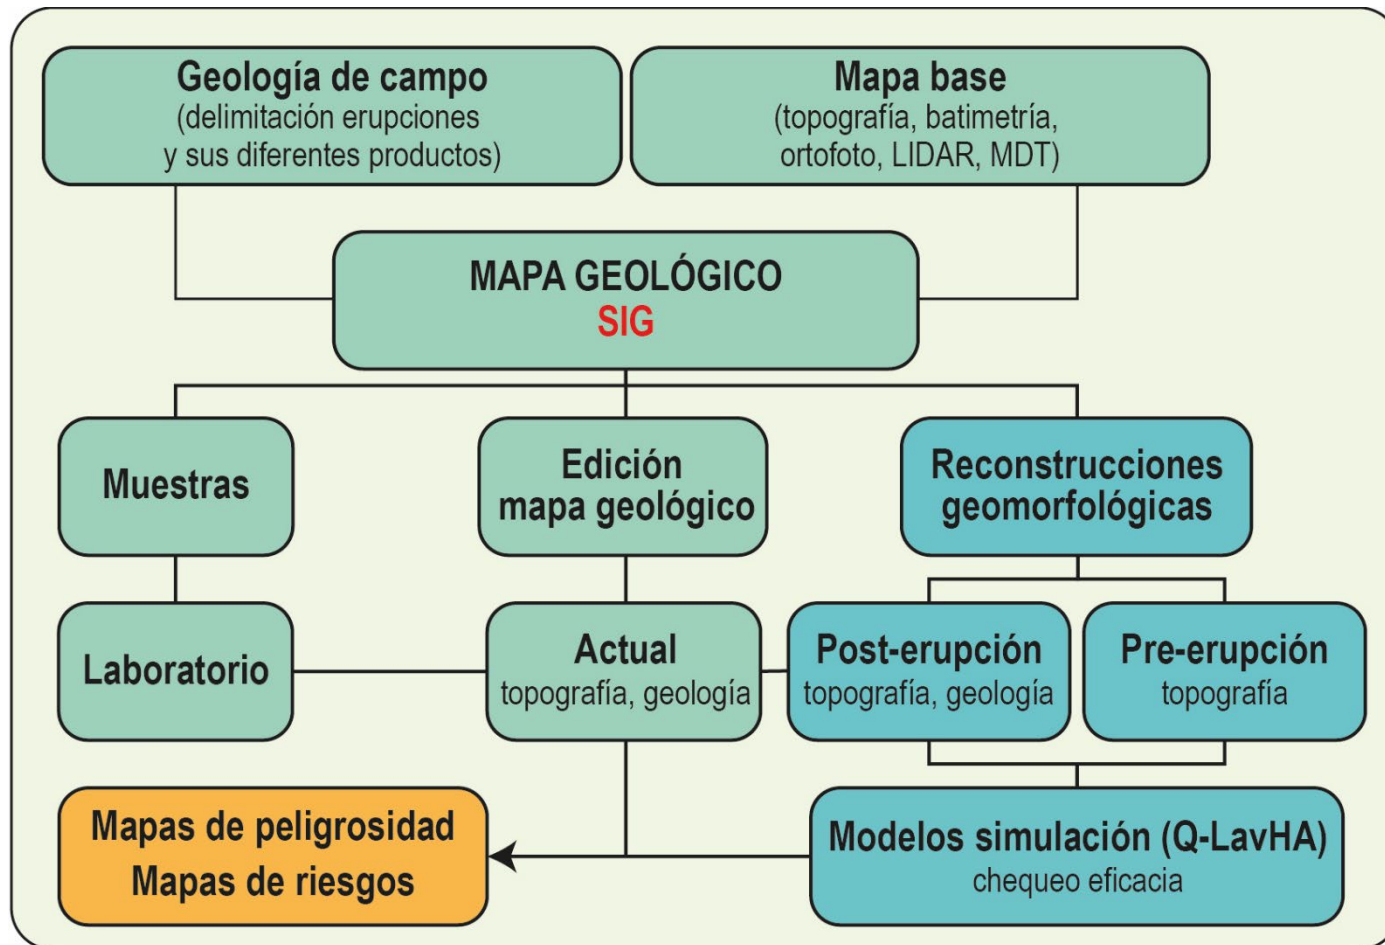 Geología de campo
(delimitación erupciones
y sus diferentes productos)
Mapa base
(topografía, batimetría,
ortofoto, LIDAR, MDT)
MAPA GEOLÓGICO
SIG
Muestras
Edición
mapa geológico
Reconstrucciones
geomorfológicas
Laboratorio
Actual
topografía, geología
Post-erupción
topografía, geología
Pre-erupción
topografía
Mapas de peligrosidad
Mapas de riesgos
Modelos simulación (Q-LavHA)
chequeo eficacia